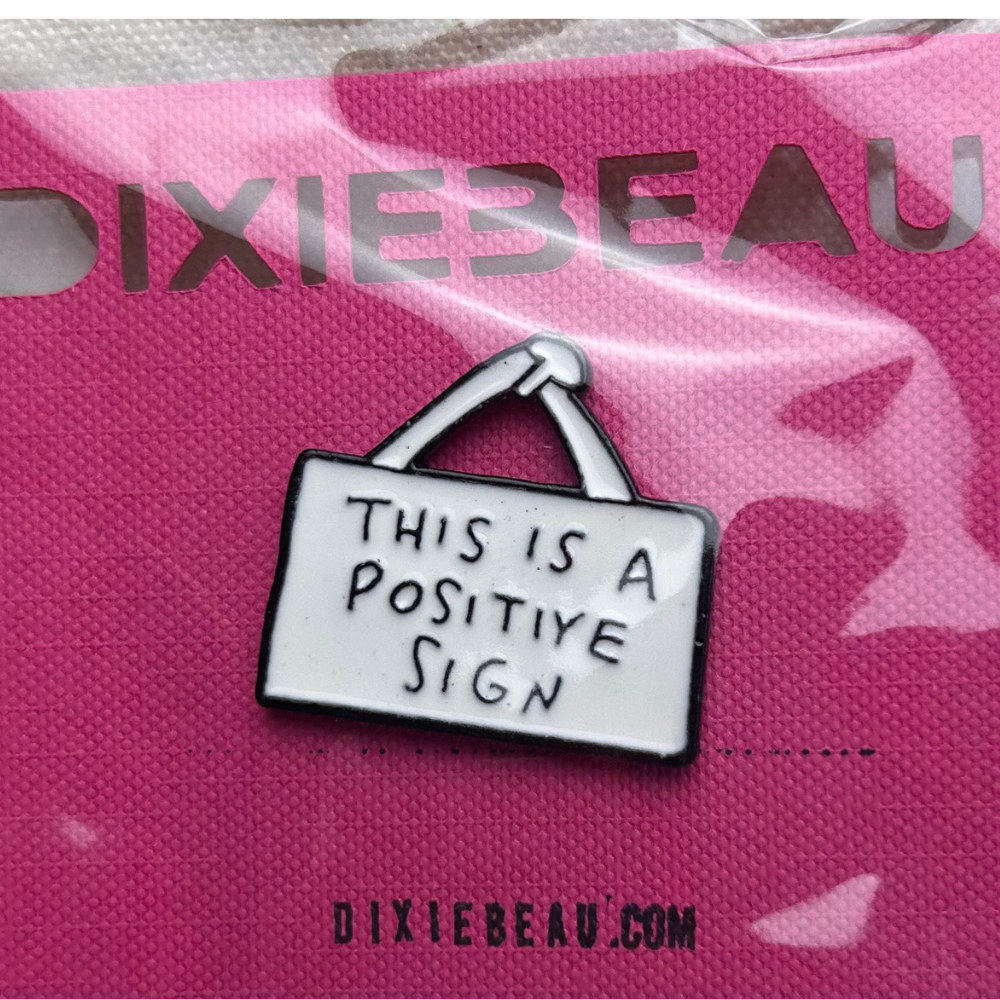 DIXIEBEAU
THIS IS A
POSITIVE
SIGN
DIXIEBEAU.COM